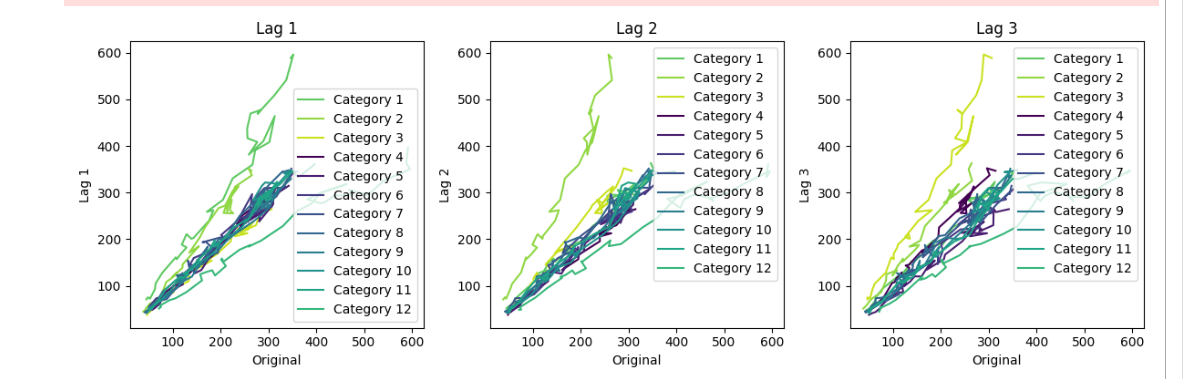 Lag 1
600
500
400
300
200
100
Lag 1
Category 1
Category 2
Category 3
Category 4
Category 5
Category 6
Category 7
Category 8
Category 9
Category 10
Category 11
Category 12
100 200 300 400 500 600
Original
Lag 2
600
500
400
300
200
100
Lag 2
Category 1
Category 2
Category 3
Category 4
Category 5
Category 6
Category 7
Category 8
Category 9
Category 10
Category 11
Category 12
100 200 300 400 500 600
Original
Lag 3
600
500
400
300
200
100
Lag 3
Category 1
Category 2
Category 3
Category 4
Category 5
Category 6
Category 7
Category 8
Category 9
Category 10
Category 11
Category 12
100 200 300 400 500 600
Original